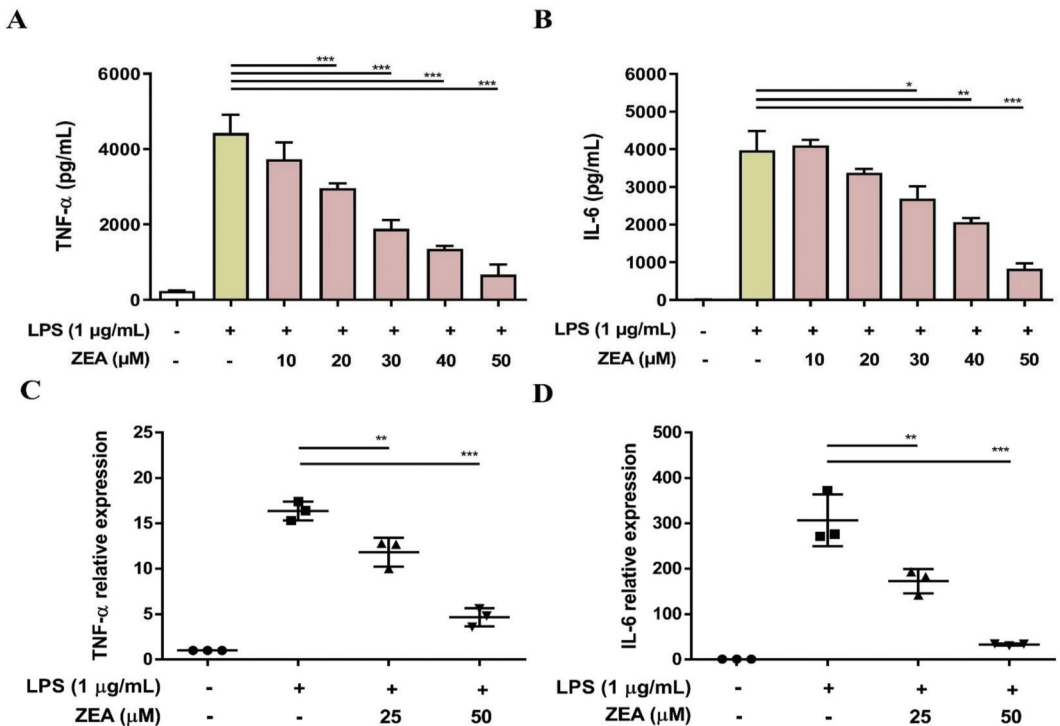 A
TNF-α (pg/mL)
6000
4000
2000
0
***
***
***
***
LPS (1 µg/mL) - + + + + + +
ZEA (µM) - - 10 20 30 40 50
B
IL-6 (pg/mL)
6000
5000
4000
3000
2000
1000
0
*
**
***
LPS (1 µg/mL) - + + + + + +
ZEA (µM) - - 10 20 30 40 50
C
TNF-α relative expression
25
20
15
10
5
0
**
***
LPS (1 µg/mL) - + + +
ZEA (µM) - - 25 50
D
IL-6 relative expression
500
400
300
200
100
0
**
***
LPS (1 µg/mL) - + + +
ZEA (µM) - - 25 50